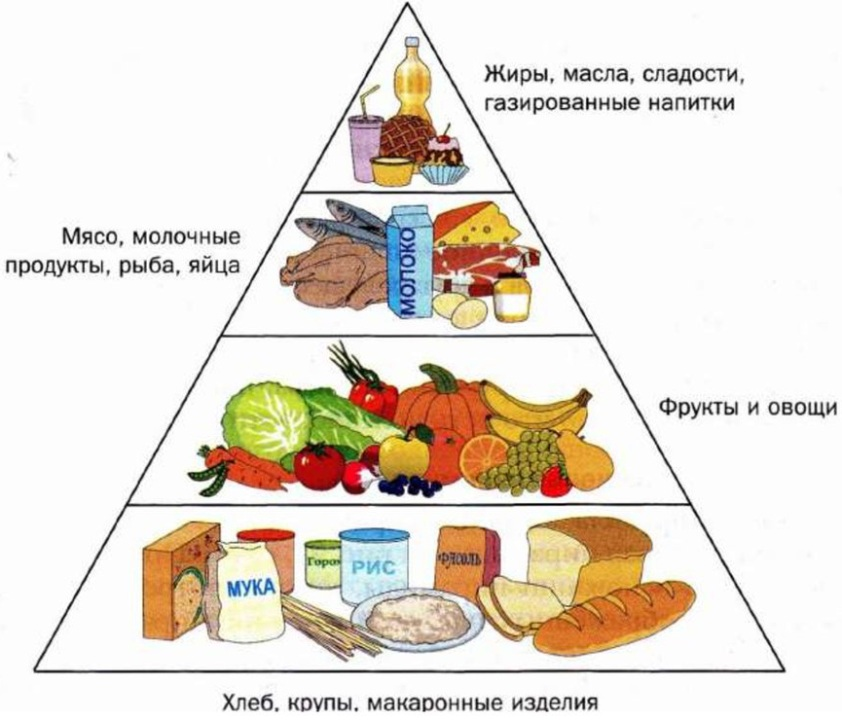 Жиры, масла, сладости,
газированные напитки
Мясо, молочные
продукты, рыба, яйца
МОЛОКО
Фрукты и овощи
МУКА
Горох
РИС
ФАСОЛЬ
Хлеб, крупы, макаронные изделия